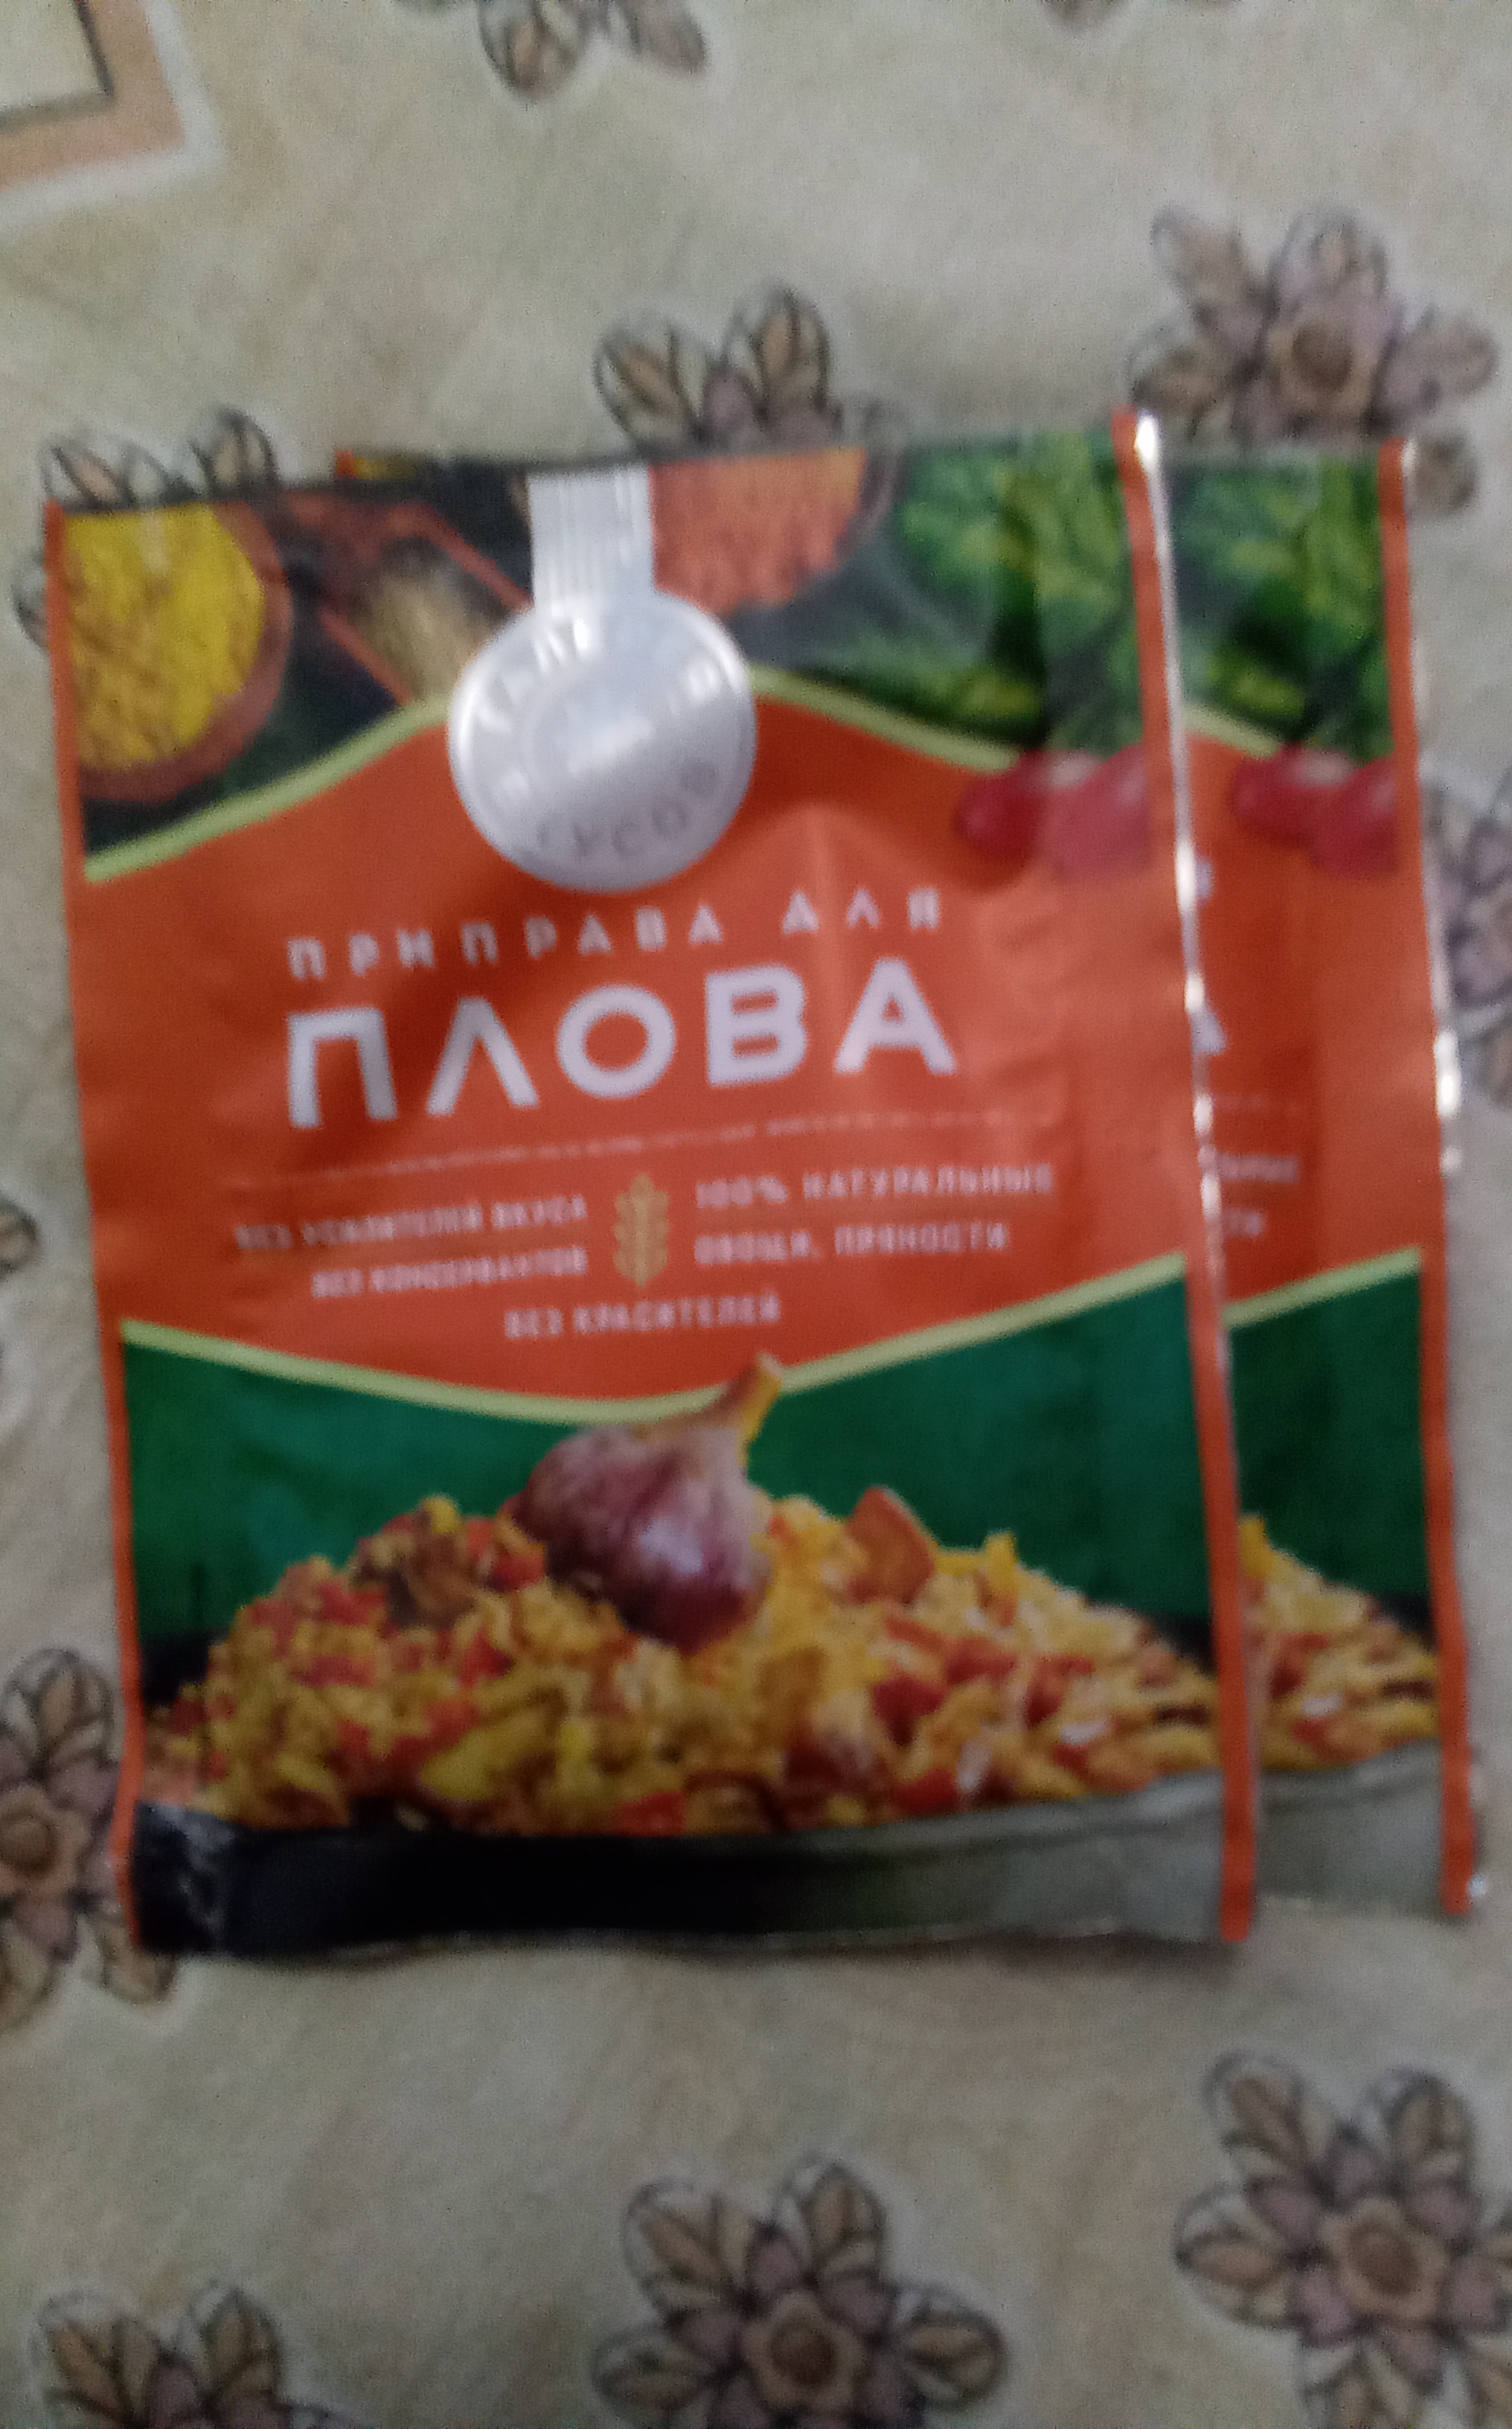 ПРИПРАВА ДЛЯ
ПЛОВА
БЕЗ УСИЛИТЕЛЕЙ ВКУСА
БЕЗ КОНСЕРВАНТОВ
100% НАТУРАЛЬНЫЕ
ОВОЩИ, ПРЯНОСТИ
БЕЗ КРАСИТЕЛЕЙ